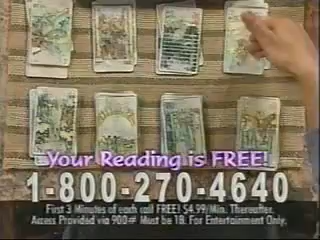 Your Reading is FREE!
1-800-270-4640
First 3 Minutes of each call FREE! $4.99/Min. Thereafter.
Access Provided via 900# Must be 18. For Entertainment Only.